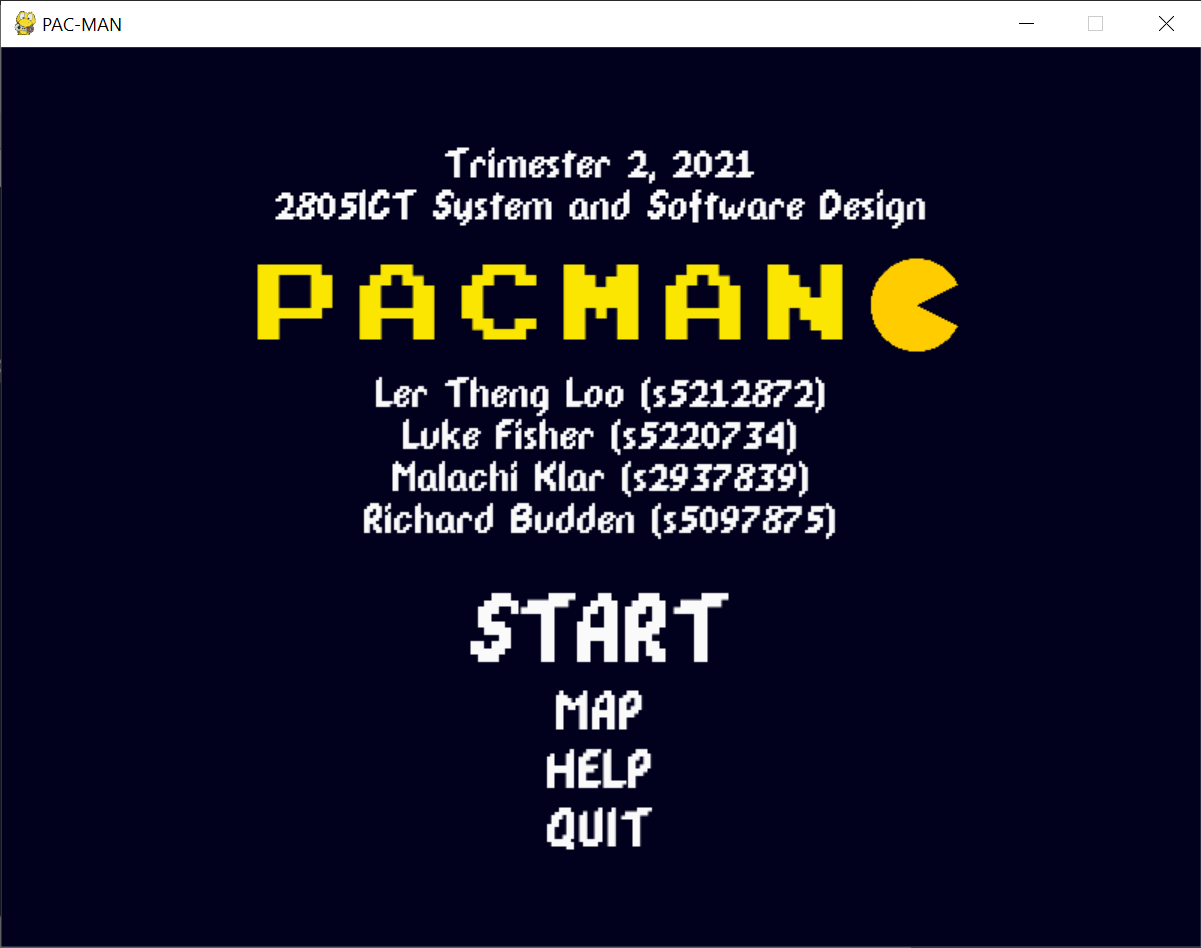 PAC-MAN
Trimester 2, 2021
2805ICT System and Software Design
PACMAN
Ler Theng Loo (s5212872)
Luke Fisher (s5220734)
Malachi Klar (s2937839)
Richard Budden (s5097875)
START
MAP
HELP
QUIT